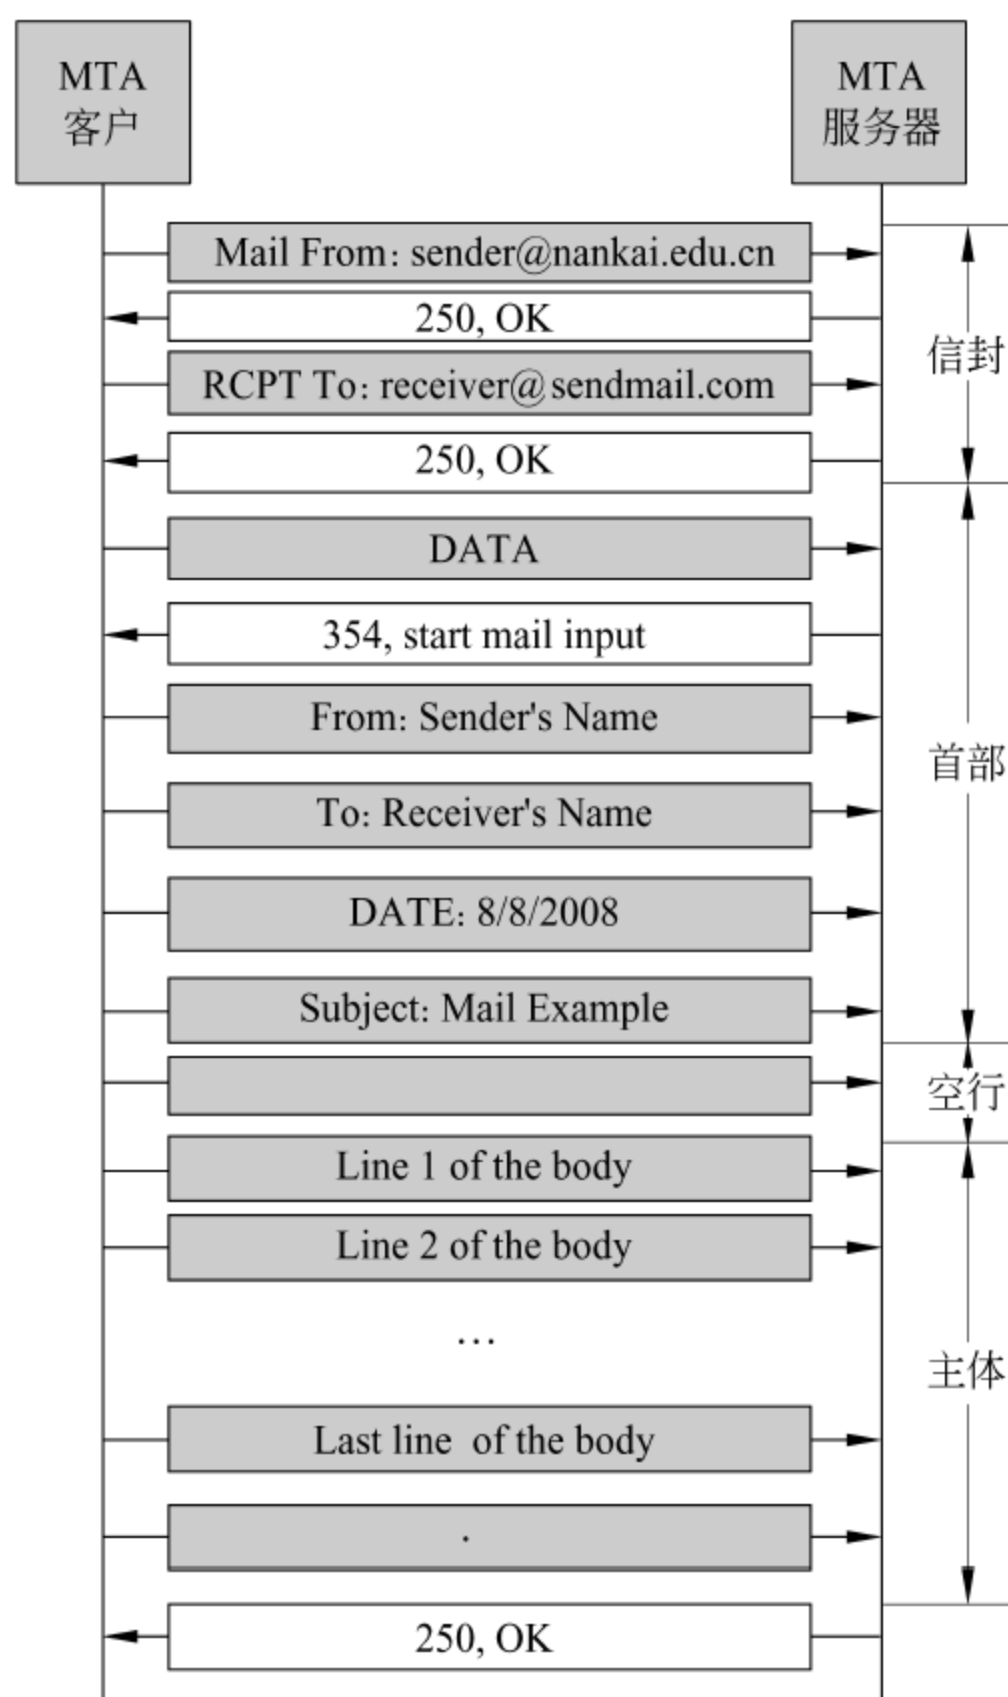 MTA
客户
MTA
服务器
Mail From: sender@nankai.edu.cn
250, OK
信封
RCPT To: receiver@sendmail.com
250, OK
DATA
354, start mail input
From: Sender's Name
首部
To: Receiver's Name
DATE: 8/8/2008
Subject: Mail Example
空行
Line 1 of the body
Line 2 of the body
...
主体
Last line of the body
.
250, OK